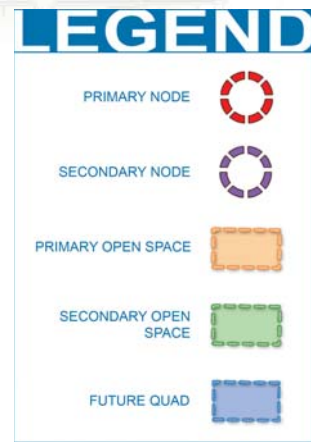 LEGEND
PRIMARY NODE
SECONDARY NODE
PRIMARY OPEN SPACE
SECONDARY OPEN
SPACE
FUTURE QUAD